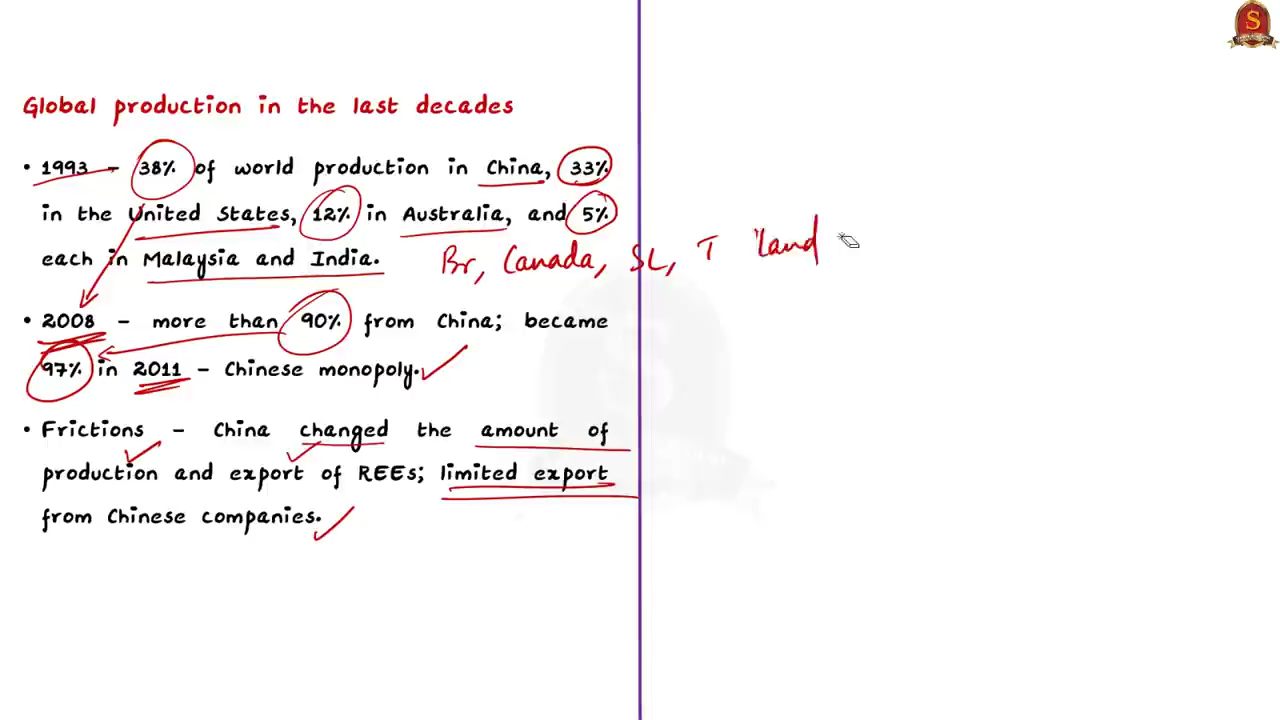 Global production in the last decades
• 1993 – 38% of world production in China, 33%
in the United States, 12% in Australia, and 5%
each in Malaysia and India.
Br, Canada, SL, T'land
• 2008 – more than 90% from China; became
97% in 2011 – Chinese monopoly.
• Frictions – China changed the amount of
production and export of REEs; limited export
from Chinese companies.
S